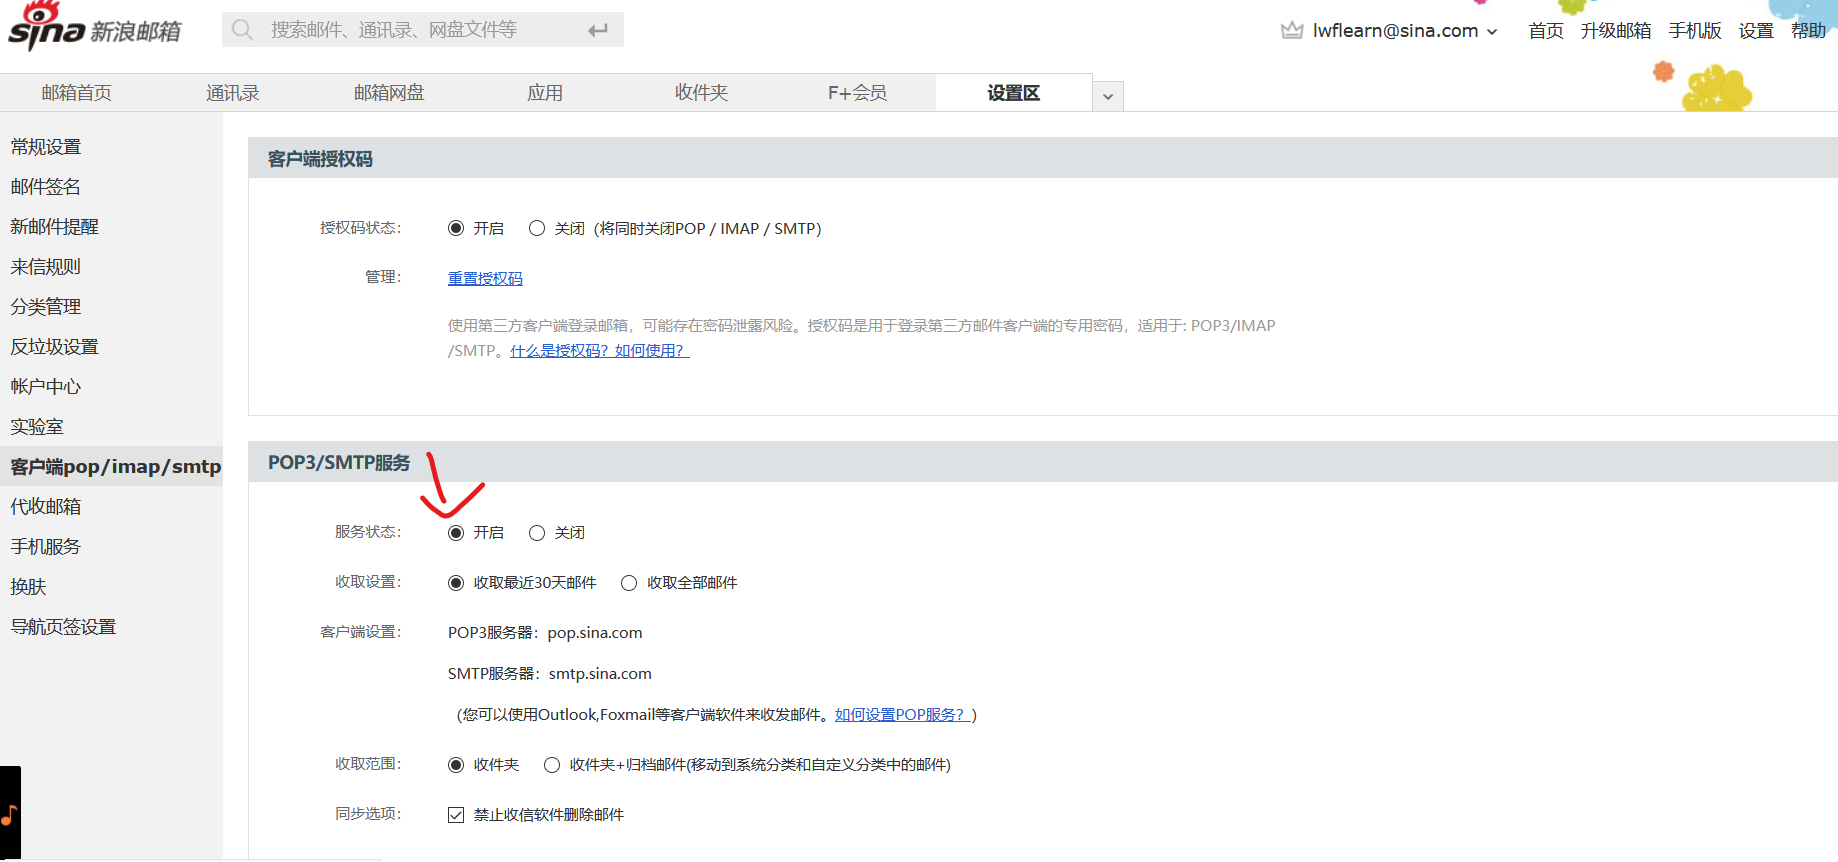 sina 新浪邮箱
搜索邮件、通讯录、网盘文件等
lwflearn@sina.com 首页 升级邮箱 手机版 设置 帮助
邮箱首页 通讯录 邮箱网盘 应用 收件夹 F+会员 设置区
常规设置
邮件签名
新邮件提醒
来信规则
分类管理
反垃圾设置
帐户中心
实验室
客户端pop/imap/smtp
代收邮箱
手机服务
换肤
导航页签设置
客户端授权码
授权码状态： 开启 关闭（将同时关闭POP / IMAP / SMTP）
管理： 重置授权码
使用第三方客户端登录邮箱，可能存在密码泄露风险。授权码是用于登录第三方邮件客户端的专用密码，适用于: POP3/IMAP
/SMTP。什么是授权码？如何使用？
POP3/SMTP服务
服务状态： 开启 关闭
收取设置： 收取最近30天邮件 收取全部邮件
客户端设置： POP3服务器：pop.sina.com
SMTP服务器：smtp.sina.com
（您可以使用Outlook,Foxmail等客户端软件来收发邮件。如何设置POP服务？）
收取范围： 收件夹 收件夹+归档邮件(移动到系统分类和自定义分类中的邮件)
同步选项： 禁止收信软件删除邮件